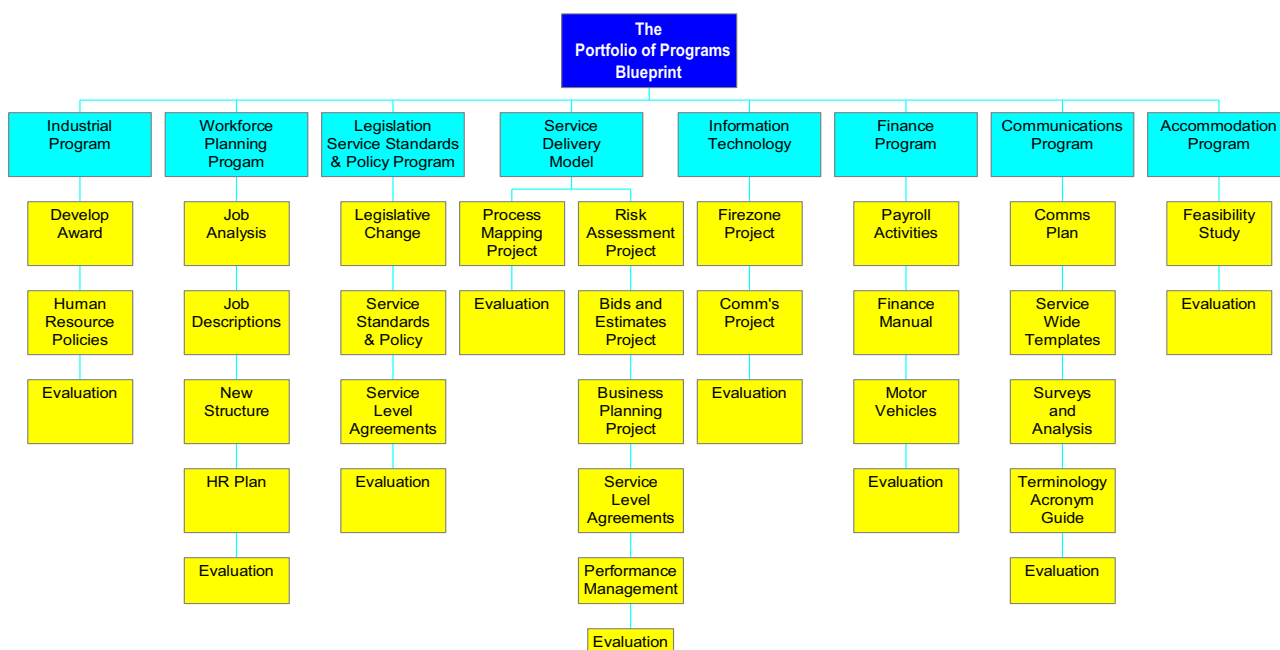 The
Portfolio of Programs
Blueprint
Industrial
Program
Workforce
Planning
Progam
Legislation
Service Standards
& Policy Program
Service
Delivery
Model
Information
Technology
Finance
Program
Communications
Program
Accommodation
Program
Develop
Award
Human
Resource
Policies
Evaluation
Job
Analysis
Job
Descriptions
New
Structure
HR Plan
Evaluation
Legislative
Change
Service
Standards
& Policy
Service
Level
Agreements
Evaluation
Process
Mapping
Project
Evaluation
Risk
Assessment
Project
Bids and
Estimates
Project
Business
Planning
Project
Service
Level
Agreements
Performance
Management
Evaluation
Firezone
Project
Comm's
Project
Evaluation
Payroll
Activities
Finance
Manual
Motor
Vehicles
Evaluation
Comms
Plan
Service
Wide
Templates
Surveys
and
Analysis
Terminology
Acronym
Guide
Evaluation
Feasibility
Study
Evaluation